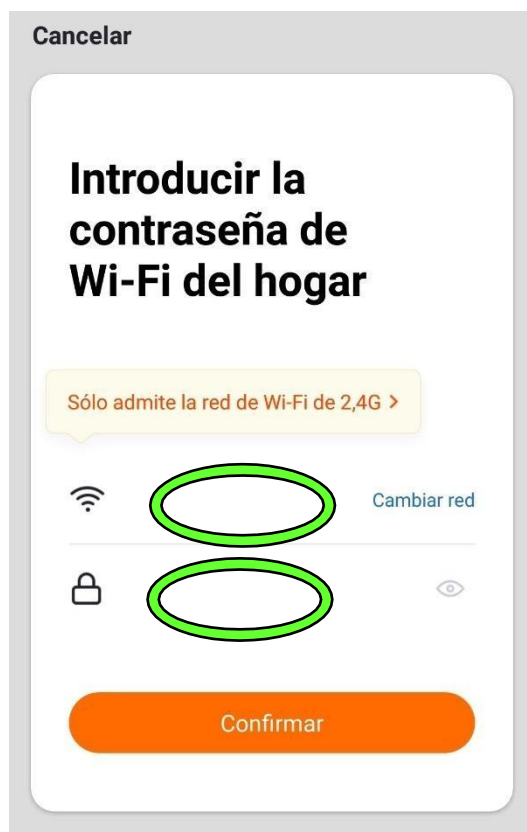 Cancelar
Introducir la
contraseña de
Wi-Fi del hogar
Sólo admite la red de Wi-Fi de 2,4G >
Cambiar red
Confirmar